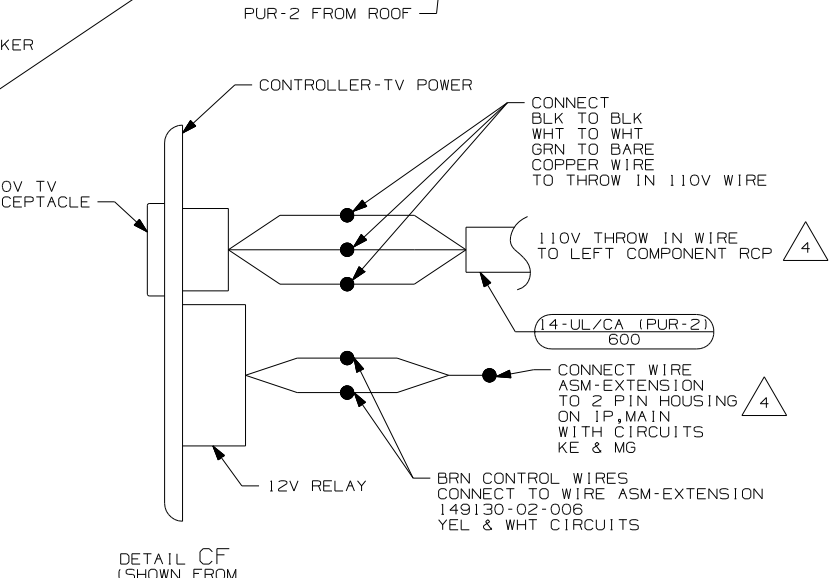 PUR-2 FROM ROOF
KER
CONTROLLER-TV POWER
CONNECT
BLK TO BLK
WHT TO WHT
GRN TO BARE
COPPER WIRE
TO THROW IN 110V WIRE
0V TV
CEPTACLE
110V THROW IN WIRE
TO LEFT COMPONENT RCP
4
14-UL/CA (PUR-2)
600
CONNECT WIRE
ASM-EXTENSION
TO 2 PIN HOUSING
ON IP,MAIN
WITH CIRCUITS
KE & MG
4
12V RELAY
BRN CONTROL WIRES
CONNECT TO WIRE ASM-EXTENSION
149130-02-006
YEL & WHT CIRCUITS
DETAIL CF
(SHOWN FROM